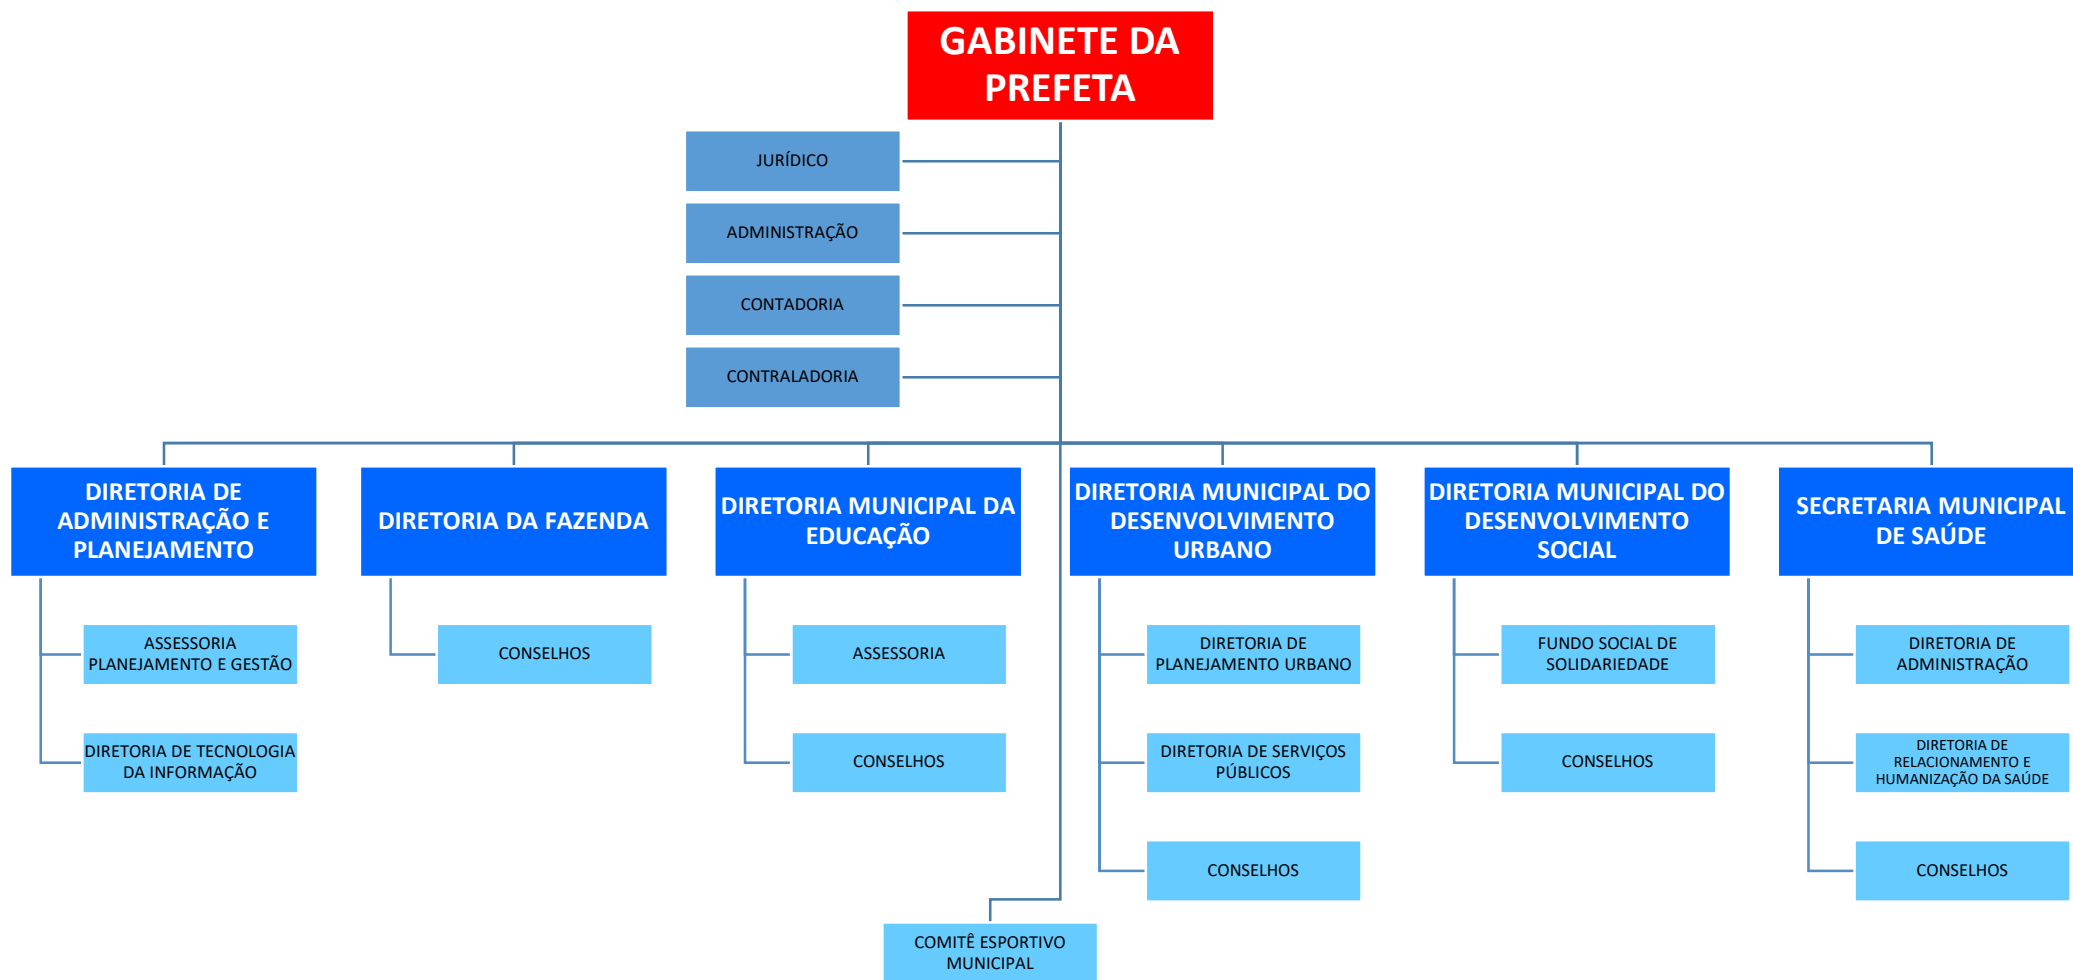 GABINETE DA
PREFETA
JURÍDICO
ADMINISTRAÇÃO
CONTADORIA
CONTRALADORIA
DIRETORIA DE
ADMINISTRAÇÃO E
PLANEJAMENTO
DIRETORIA DA FAZENDA
DIRETORIA MUNICIPAL DA
EDUCAÇÃO
DIRETORIA MUNICIPAL DO
DESENVOLVIMENTO
URBANO
DIRETORIA MUNICIPAL DO
DESENVOLVIMENTO
SOCIAL
SECRETARIA MUNICIPAL
DE SAÚDE
ASSESSORIA
PLANEJAMENTO E GESTÃO
CONSELHOS
ASSESSORIA
DIRETORIA DE
PLANEJAMENTO URBANO
FUNDO SOCIAL DE
SOLIDARIEDADE
DIRETORIA DE
ADMINISTRAÇÃO
DIRETORIA DE TECNOLOGIA
DA INFORMAÇÃO
CONSELHOS
DIRETORIA DE SERVIÇOS
PÚBLICOS
CONSELHOS
DIRETORIA DE
RELACIONAMENTO E
HUMANIZAÇÃO DA SAÚDE
CONSELHOS
CONSELHOS
COMITÊ ESPORTIVO
MUNICIPAL